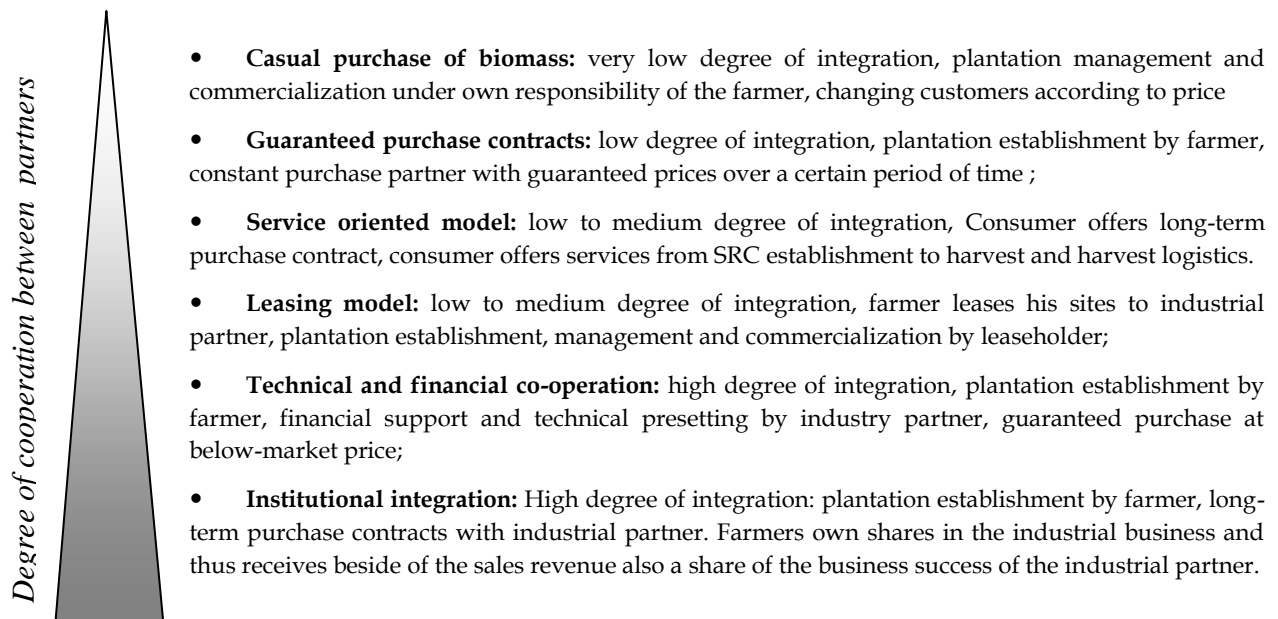 Degree of cooperation between partners
• Casual purchase of biomass: very low degree of integration, plantation management and
commercialization under own responsibility of the farmer, changing customers according to price
• Guaranteed purchase contracts: low degree of integration, plantation establishment by farmer,
constant purchase partner with guaranteed prices over a certain period of time ;
• Service oriented model: low to medium degree of integration, Consumer offers long-term
purchase contract, consumer offers services from SRC establishment to harvest and harvest logistics.
• Leasing model: low to medium degree of integration, farmer leases his sites to industrial
partner, plantation establishment, management and commercialization by leaseholder;
• Technical and financial co-operation: high degree of integration, plantation establishment by
farmer, financial support and technical presetting by industry partner, guaranteed purchase at
below-market price;
• Institutional integration: High degree of integration: plantation establishment by farmer, long-
term purchase contracts with industrial partner. Farmers own shares in the industrial business and
thus receives beside of the sales revenue also a share of the business success of the industrial partner.